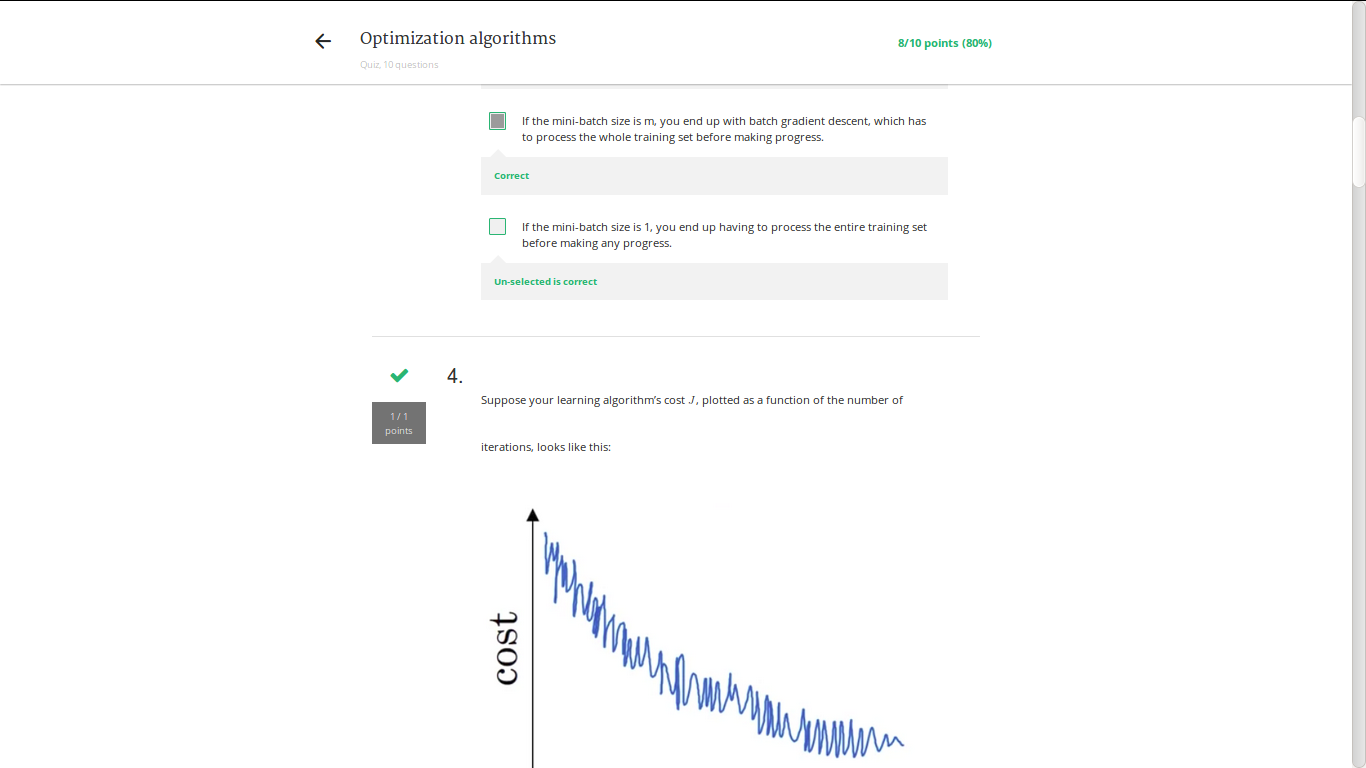 Optimization algorithms
8/10 points (80%)
Quiz, 10 questions
If the mini-batch size is m, you end up with batch gradient descent, which has
to process the whole training set before making progress.
Correct
If the mini-batch size is 1, you end up having to process the entire training set
before making any progress.
Un-selected is correct
4.
1 / 1
points
Suppose your learning algorithm’s cost J, plotted as a function of the number of
iterations, looks like this:
cost